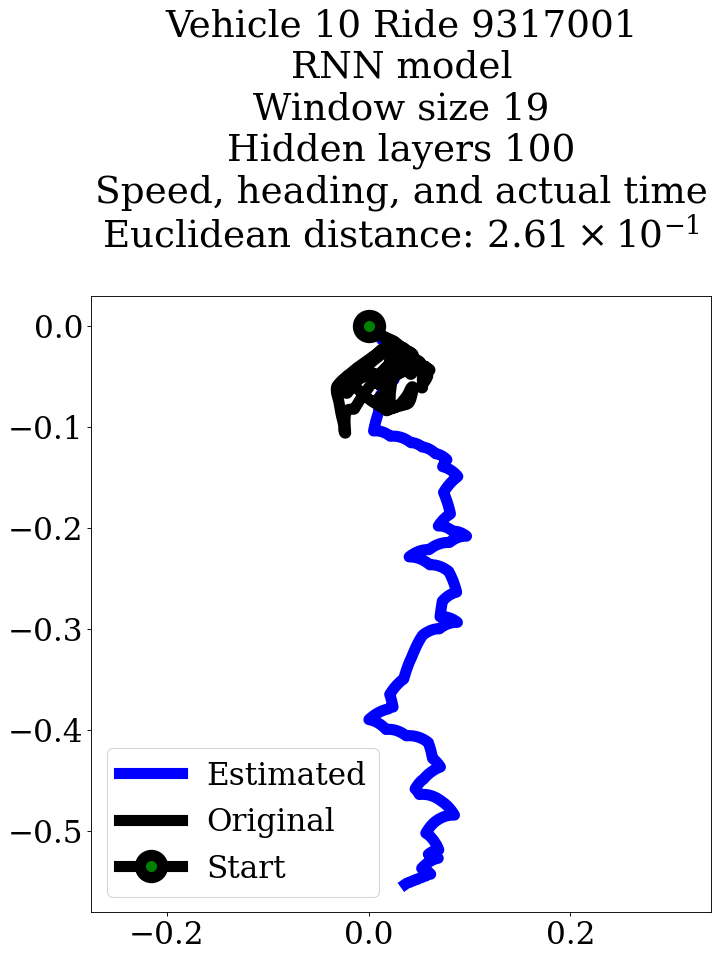 Vehicle 10 Ride 9317001
RNN model
Window size 19
Hidden layers 100
Speed, heading, and actual time
Euclidean distance: 2.61 × 10⁻¹
0.0
−0.1
−0.2
−0.3
−0.4
−0.5
Estimated
Original
Start
−0.2 0.0 0.2